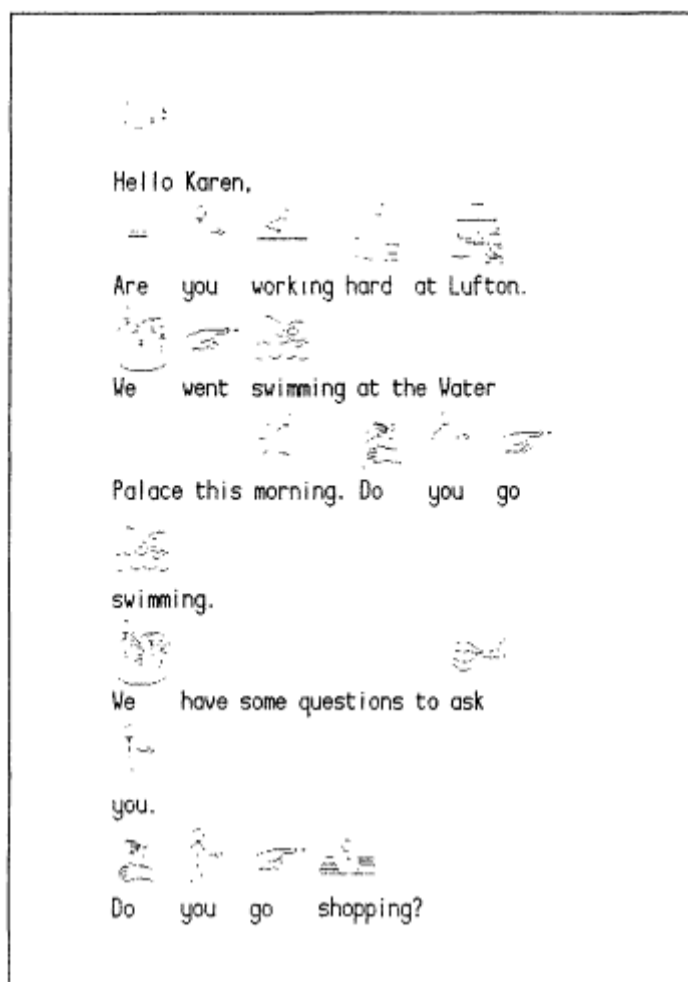 Hello Karen,
Are you working hard at Lufton.
We went swimming at the Water
Palace this morning. Do you go
swimming.
We have some questions to ask
you.
Do you go shopping?